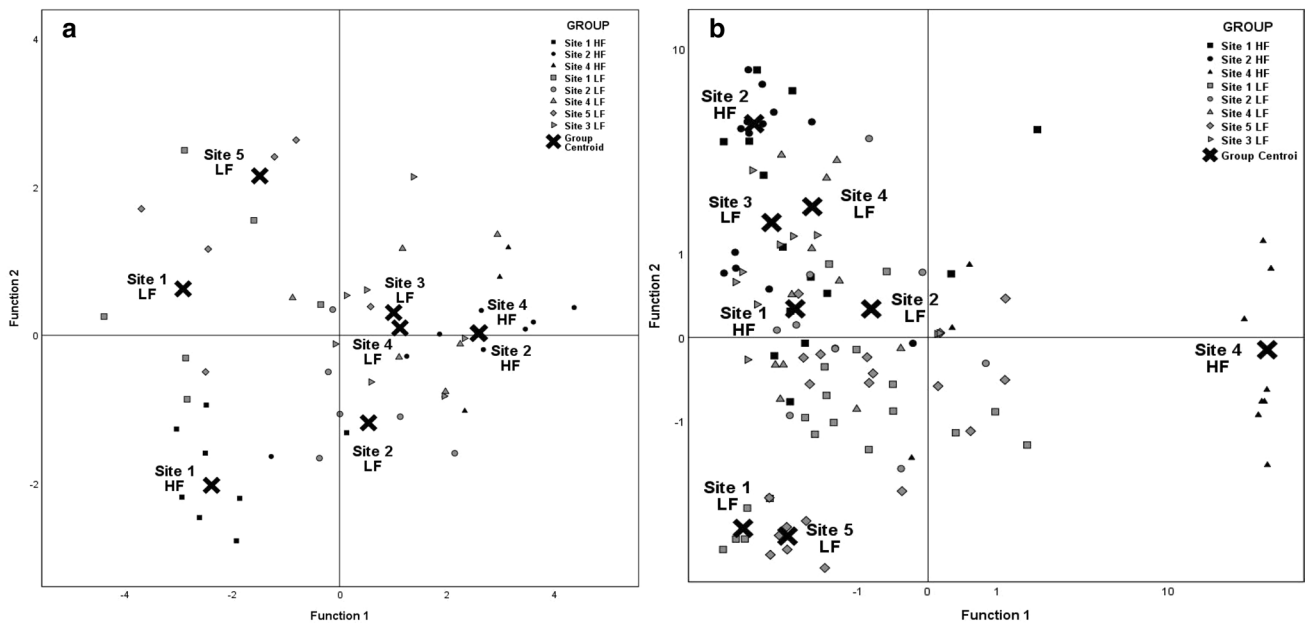 a
GROUP
Site 1 HF
Site 2 HF
Site 4 HF
Site 1 LF
Site 2 LF
Site 4 LF
Site 5 LF
Site 3 LF
Group
Centroid
4
2
0
-2
Function 2
Site 5
LF
Site 1
LF
Site 3
LF
Site 4
HF
Site 4
LF
Site 2
HF
Site 2
LF
Site 1
HF
-4
-2
0
2
4
Function 1
b
GROUP
Site 1 HF
Site 2 HF
Site 4 HF
Site 1 LF
Site 2 LF
Site 4 LF
Site 5 LF
Site 3 LF
Group Centroi
10
1
0
-1
Function 2
Site 2
HF
Site 3
LF
Site 4
LF
Site 1
HF
Site 2
LF
Site 4
HF
Site 1
LF
Site 5
LF
-1
0
1
10
Function 1